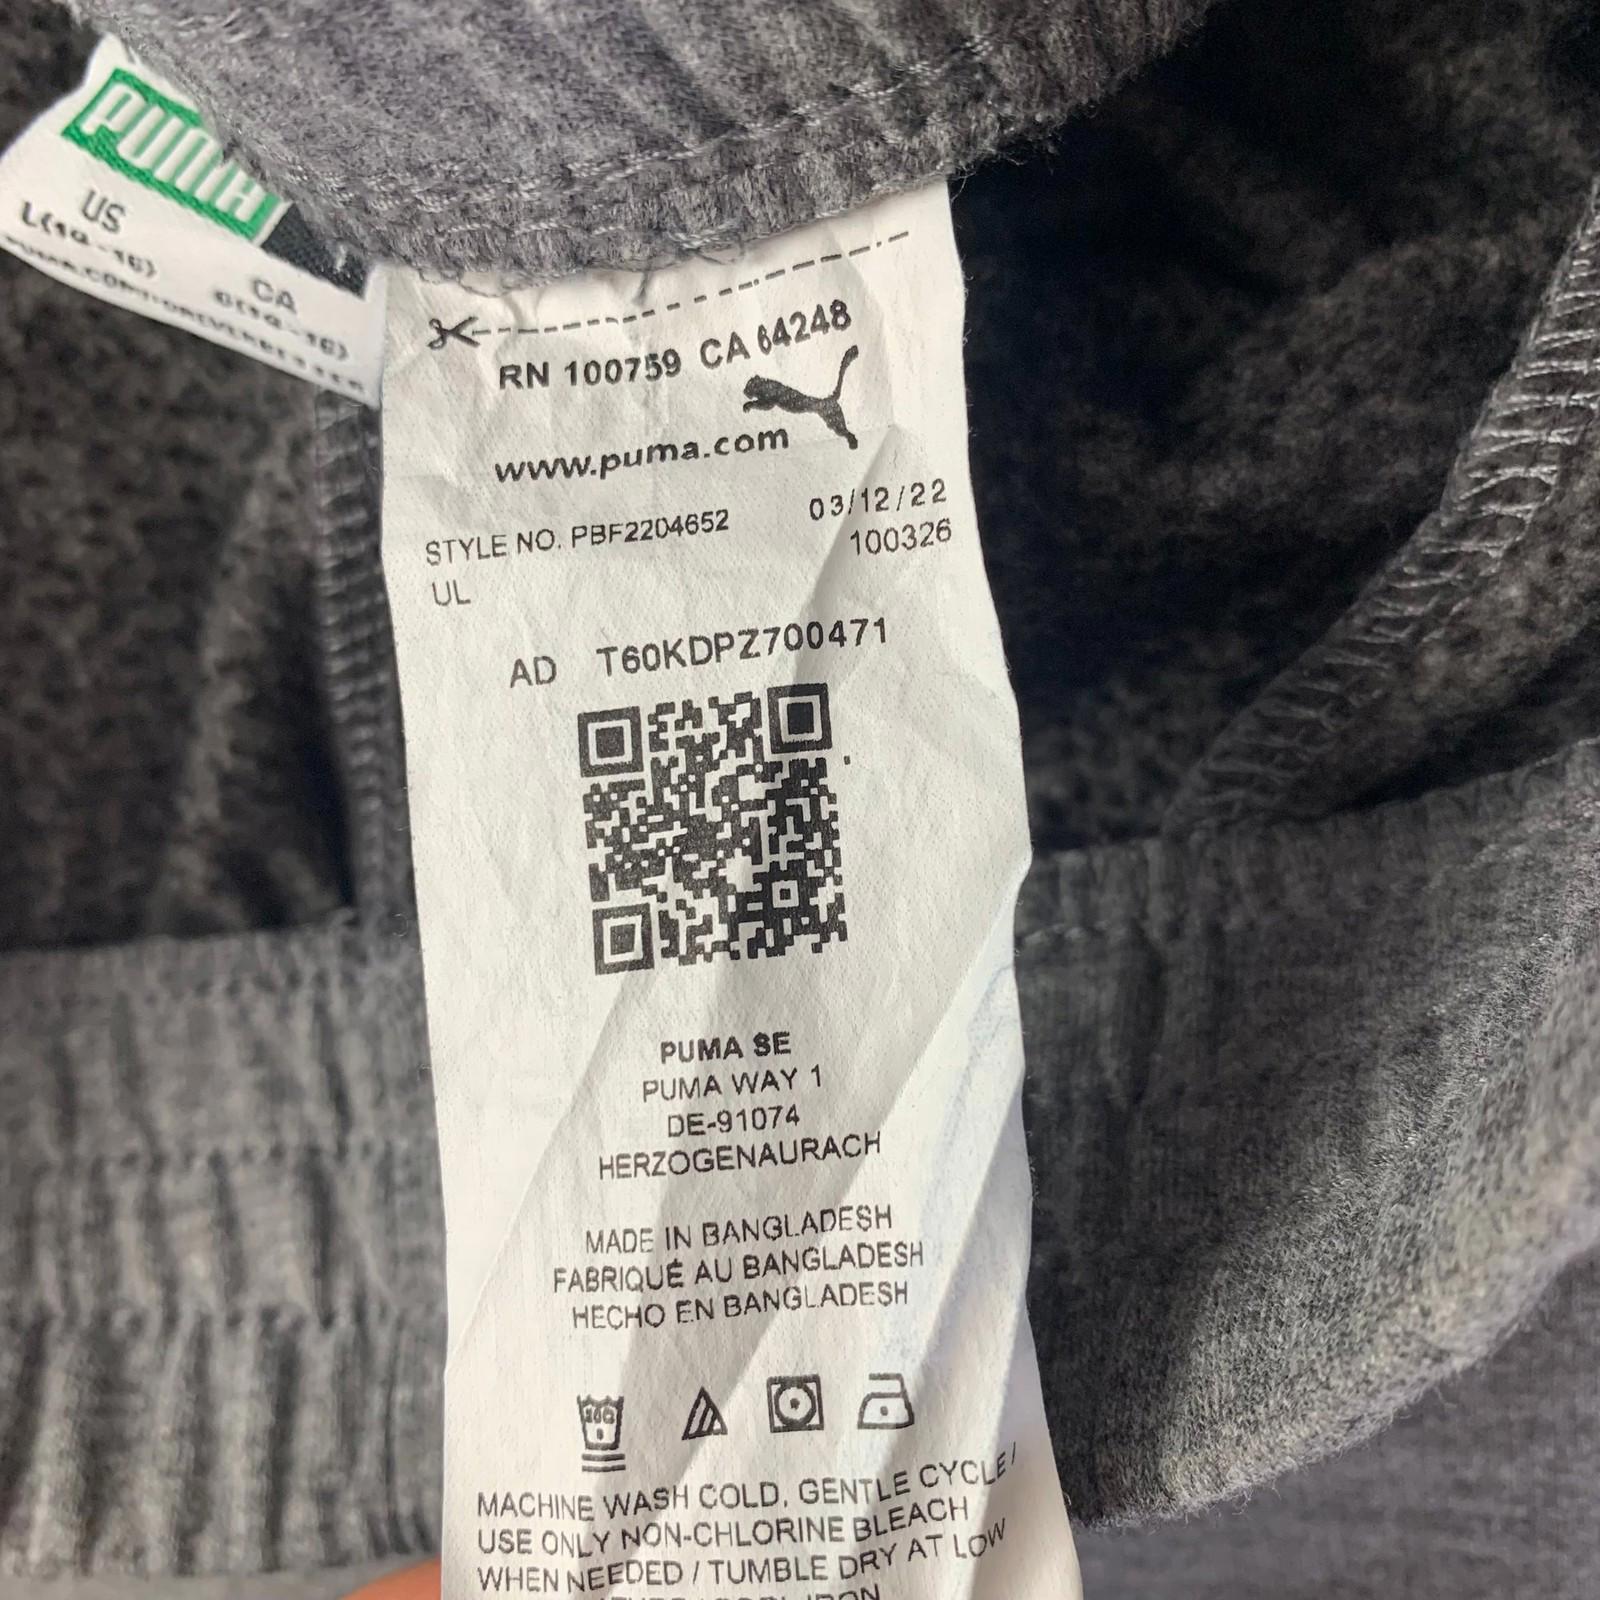 PUMA
US
CA
RN 100759 CA 64248
www.puma.com
STYLE NO. PBF2204652 03/12/22
UL 100326
AD T60KDPZ700471
PUMA SE
PUMA WAY 1
DE-91074
HERZOGENAURACH
MADE IN BANGLADESH
FABRIQUÉ AU BANGLADESH
HECHO EN BANGLADESH
MACHINE WASH COLD, GENTLE CYCLE /
USE ONLY NON-CHLORINE BLEACH
WHEN NEEDED / TUMBLE DRY AT LOW
IRON